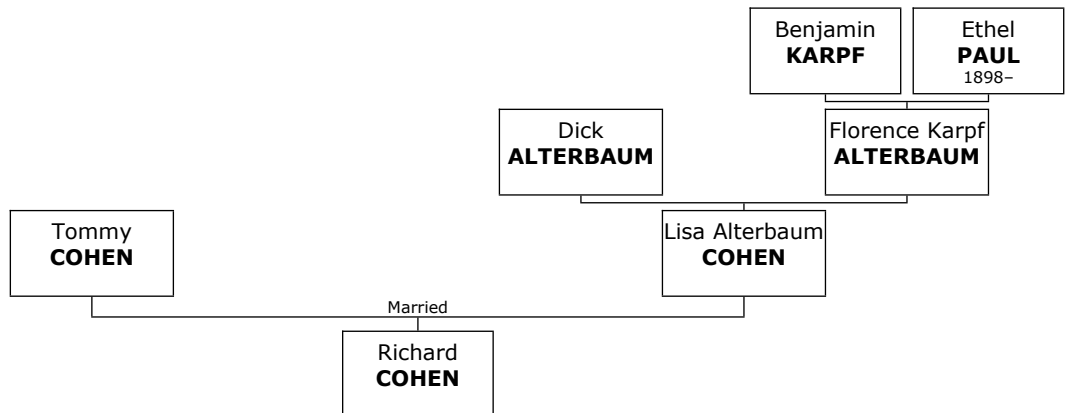 Benjamin
KARPF
Ethel
PAUL
1898–
Dick
ALTERBAUM
Florence Karpf
ALTERBAUM
Tommy
COHEN
Lisa Alterbaum
COHEN
Married
Richard
COHEN